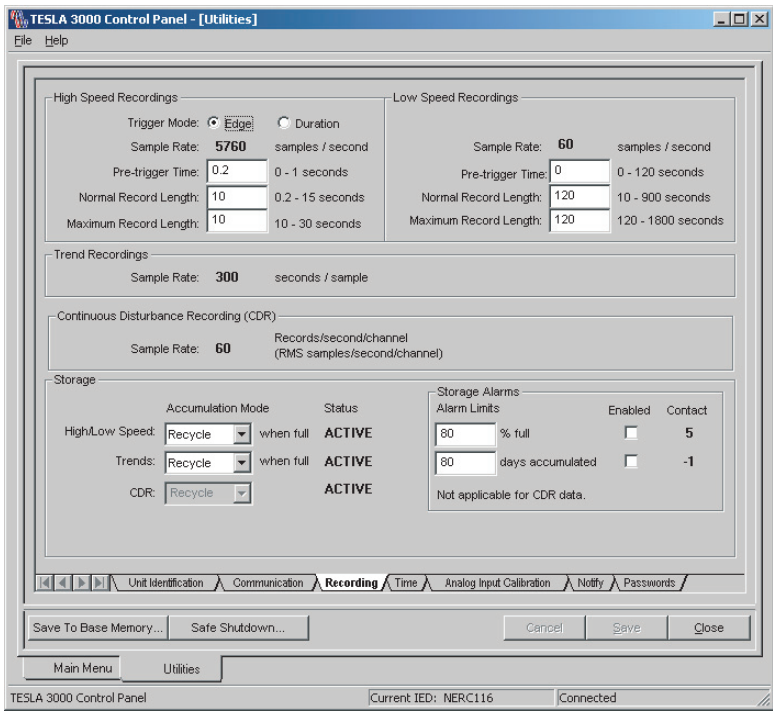 TESLA 3000 Control Panel - [Utilities]
File Help
High Speed Recordings
Trigger Mode: Edge Duration
Sample Rate: 5760 samples / second
Pre-trigger Time: 0.2 0 - 1 seconds
Normal Record Length: 10 0.2 - 15 seconds
Maximum Record Length: 10 10 - 30 seconds
Low Speed Recordings
Sample Rate: 60 samples / second
Pre-trigger Time: 0 0 - 120 seconds
Normal Record Length: 120 10 - 900 seconds
Maximum Record Length: 120 120 - 1800 seconds
Trend Recordings
Sample Rate: 300 seconds / sample
Continuous Disturbance Recording (CDR)
Sample Rate: 60 Records/second/channel
(RMS samples/second/channel)
Storage
Accumulation Mode Status
High/Low Speed: Recycle when full ACTIVE
Trends: Recycle when full ACTIVE
CDR: Recycle ACTIVE
Storage Alarms
Alarm Limits Enabled Contact
80 % full 5
80 days accumulated -1
Not applicable for CDR data.
Unit Identification Communication Recording Time Analog Input Calibration Notify Passwords
Save To Base Memory... Safe Shutdown... Cancel Save Close
Main Menu Utilities
TESLA 3000 Control Panel Current IED: NERC116 Connected